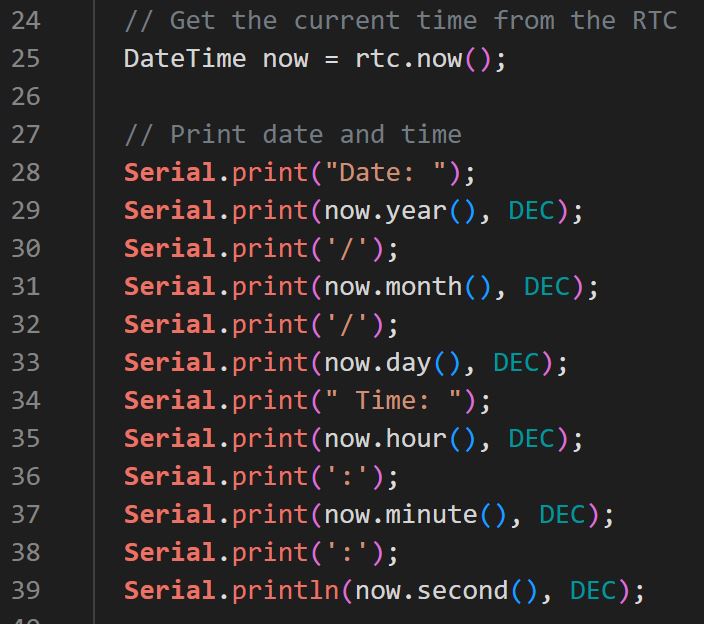 24 // Get the current time from the RTC
25 DateTime now = rtc.now();
26
27 // Print date and time
28 Serial.print("Date: ");
29 Serial.print(now.year(), DEC);
30 Serial.print('/');
31 Serial.print(now.month(), DEC);
32 Serial.print('/');
33 Serial.print(now.day(), DEC);
34 Serial.print(" Time: ");
35 Serial.print(now.hour(), DEC);
36 Serial.print(':');
37 Serial.print(now.minute(), DEC);
38 Serial.print(':');
39 Serial.println(now.second(), DEC);